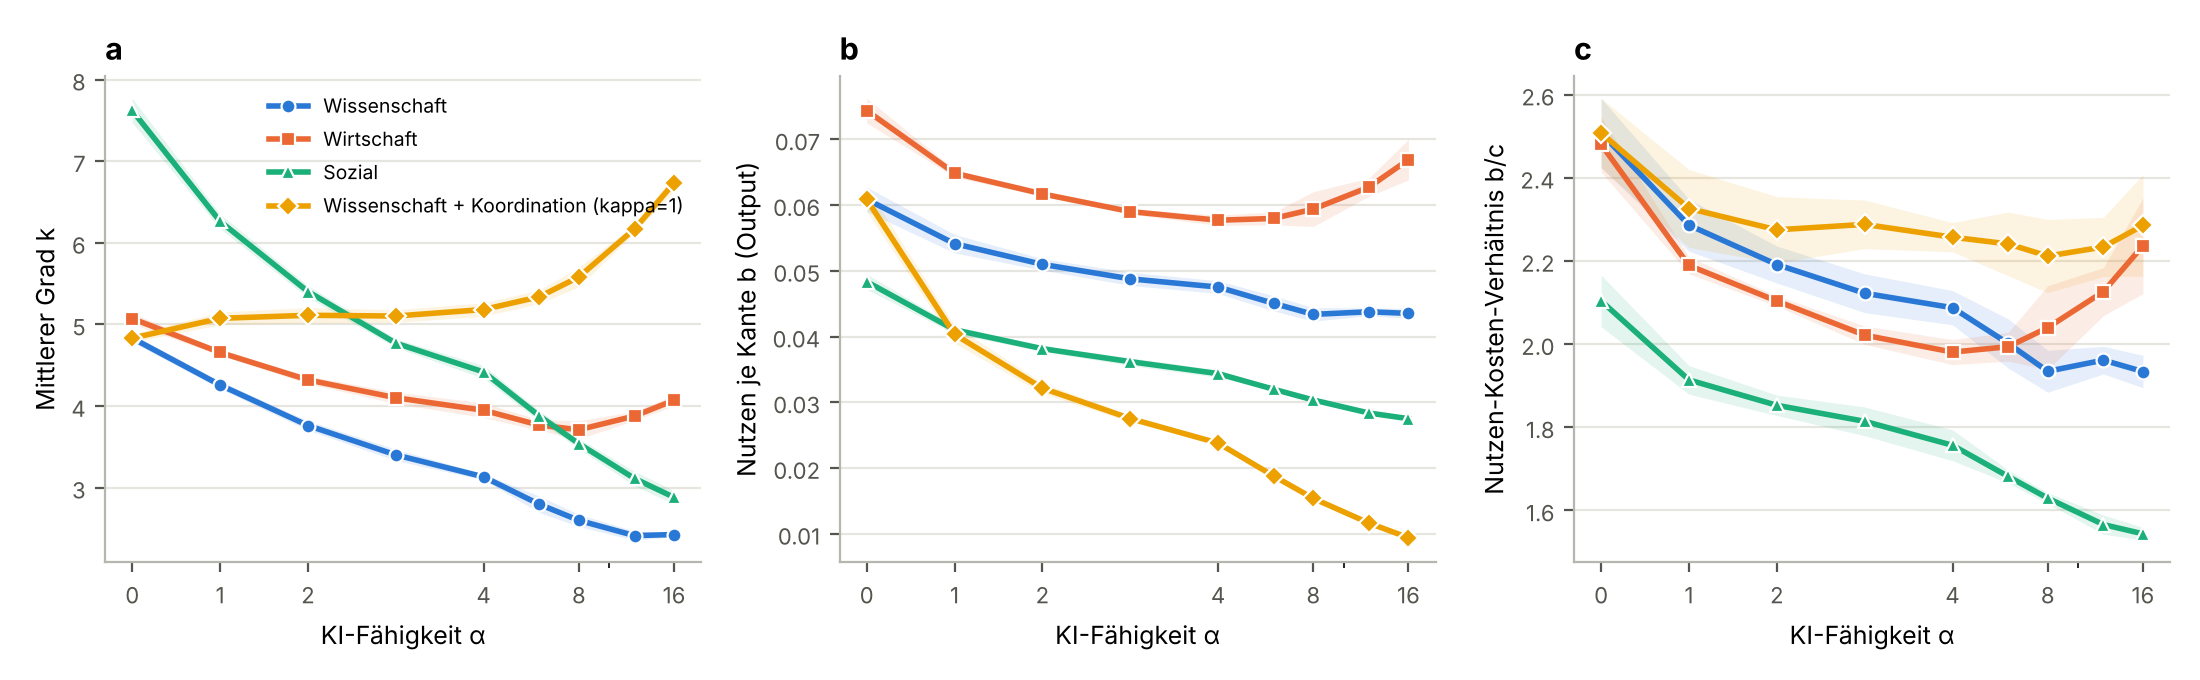 a
Mittlerer Grad k
8
7
6
5
4
3
Wissenschaft
Wirtschaft
Sozial
Wissenschaft + Koordination (kappa=1)
0 1 2 4 8 16
KI-Fähigkeit α
b
Nutzen je Kante b (Output)
0.07
0.06
0.05
0.04
0.03
0.02
0.01
0 1 2 4 8 16
KI-Fähigkeit α
c
Nutzen-Kosten-Verhältnis b/c
2.6
2.4
2.2
2.0
1.8
1.6
0 1 2 4 8 16
KI-Fähigkeit α